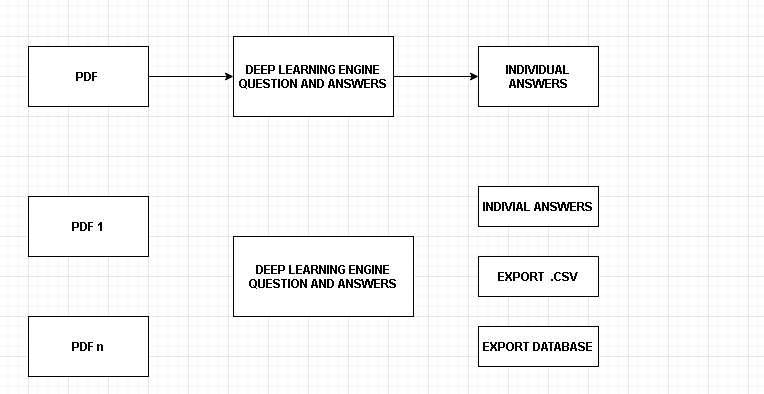 PDF
DEEP LEARNING ENGINE
QUESTION AND ANSWERS
INDIVIDUAL
ANSWERS
PDF 1
DEEP LEARNING ENGINE
QUESTION AND ANSWERS
INDIVIAL ANSWERS
EXPORT .CSV
PDF n
EXPORT DATABASE